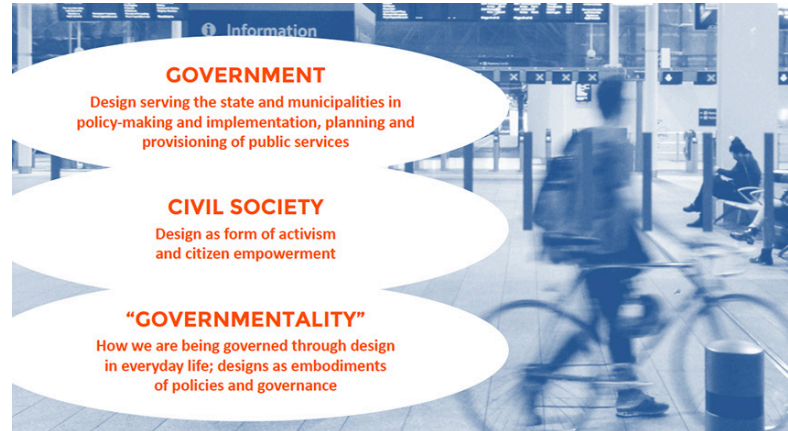 Information
GOVERNMENT
Design serving the state and municipalities in
policy-making and implementation, planning and
provisioning of public services
CIVIL SOCIETY
Design as form of activism
and citizen empowerment
“GOVERNMENTALITY”
How we are being governed through design
in everyday life; designs as embodiments
of policies and governance